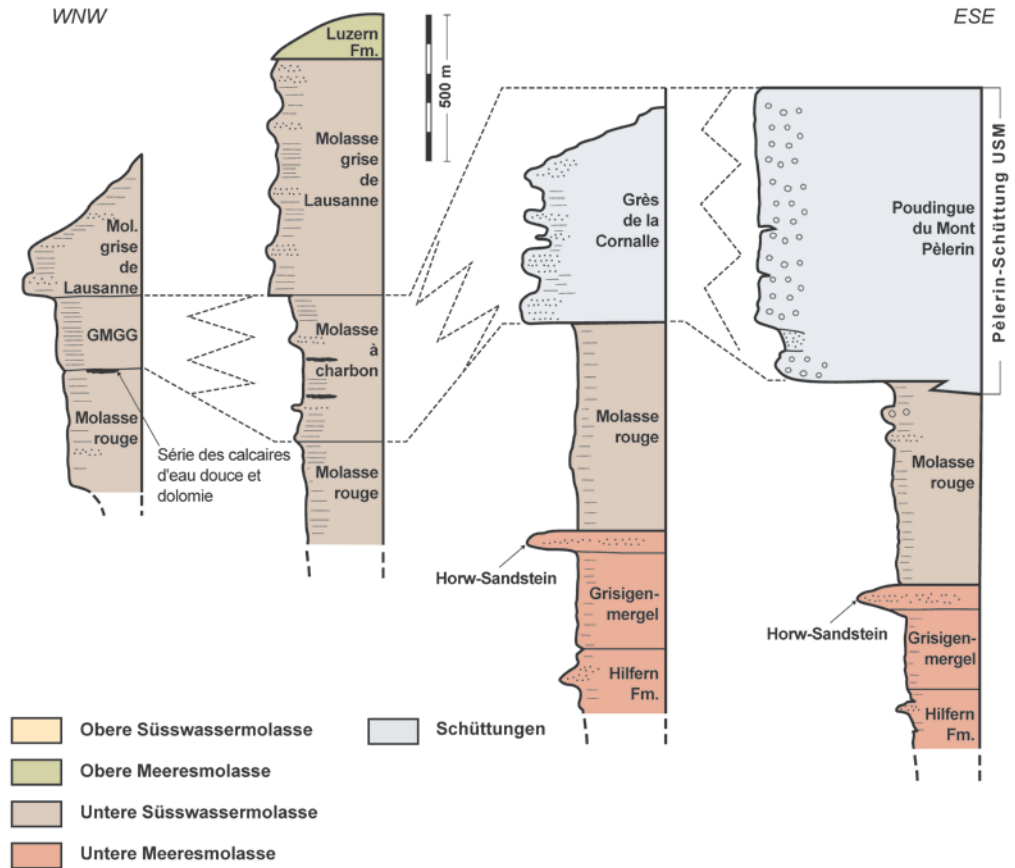 WNW
ESE
Luzern
Fm.
500 m
Molasse
grise
de
Lausanne
Mol.
grise
de
Lausanne
GMGG
Molasse
rouge
Série des calcaires
d'eau douce et
dolomie
Molasse
à
charbon
Molasse
rouge
Grès
de la
Cornalle
Molasse
rouge
Horw-Sandstein
Grisigen-
mergel
Hilfern
Fm.
Poudingue
du Mont
Pèlerin
Pèlerin-Schüttung USM
Molasse
rouge
Horw-Sandstein
Grisigen-
mergel
Hilfern
Fm.
Obere Süsswassermolasse
Obere Meeresmolasse
Untere Süsswassermolasse
Untere Meeresmolasse
Schüttungen